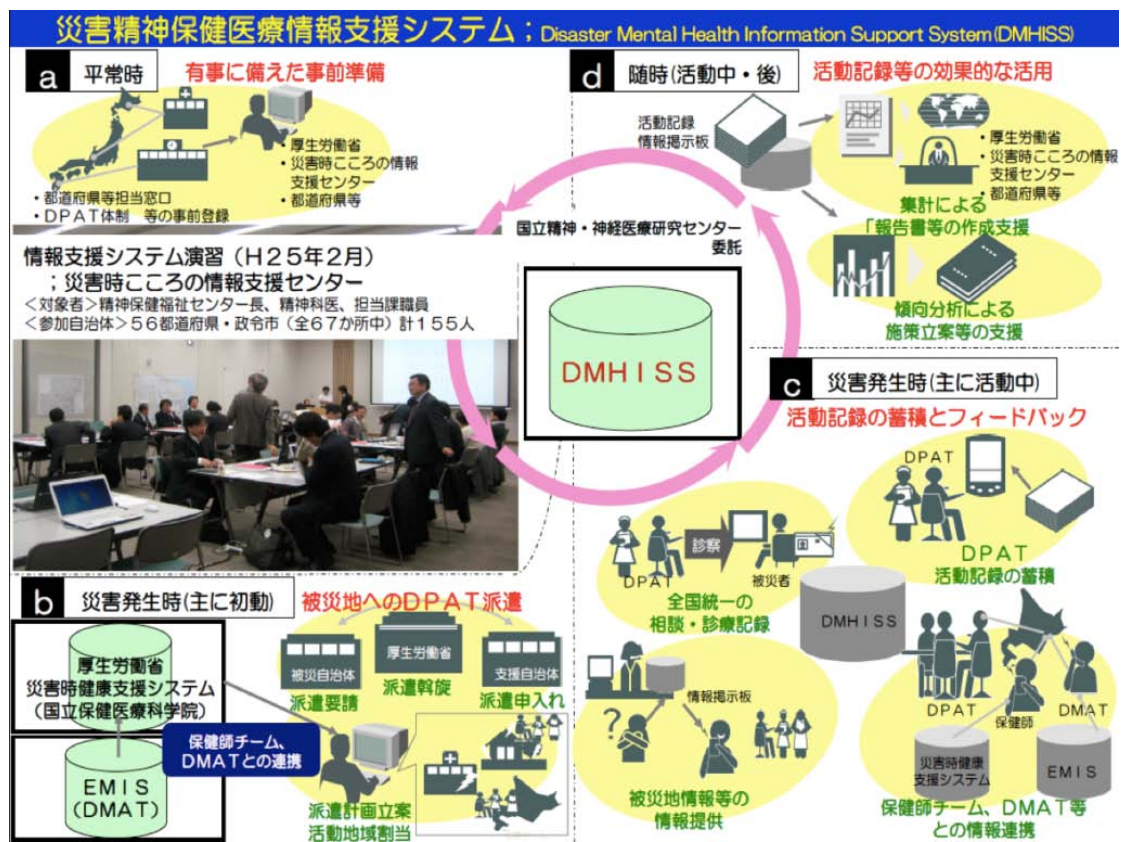 災害精神保健医療情報支援システム；Disaster Mental Health Information Support System(DMHISS)
a 平常時
有事に備えた事前準備
・都道府県等担当窓口
・DPAT体制　等の事前登録
・厚生労働省
・災害時こころの情報
支援センター
・都道府県等
情報支援システム演習（H25年2月）
；災害時こころの情報支援センター
＜対象者＞精神保健福祉センター長、精神科医、担当課職員
＜参加自治体＞56都道府県・政令市（全67か所中）計155人
国立精神・神経医療研究センター
委託
DMHISS
d 随時(活動中・後)
活動記録等の効果的な活用
活動記録
情報掲示板
・厚生労働省
・災害時こころの情報
支援センター
・都道府県等
集計による
「報告書等の作成支援
傾向分析による
施策立案等の支援
c 災害発生時(主に活動中)
活動記録の蓄積とフィードバック
DPAT
DPAT
活動記録の蓄積
診察
DPAT
被災者
全国統一の
相談・診療記録
DMHISS
情報掲示板
?
被災地情報等の
情報提供
DPAT
保健師
DMAT
災害時健康
支援システム
EMIS
保健師チーム、DMAT等
との情報連携
b 災害発生時(主に初動)
被災地へのDPAT派遣
厚生労働省
災害時健康支援システム
（国立保健医療科学院）
EMIS
(DMAT)
保健師チーム、
DMATとの連携
被災自治体
派遣要請
厚生労働省
派遣斡旋
支援自治体
派遣申入れ
派遣計画立案
活動地域割当